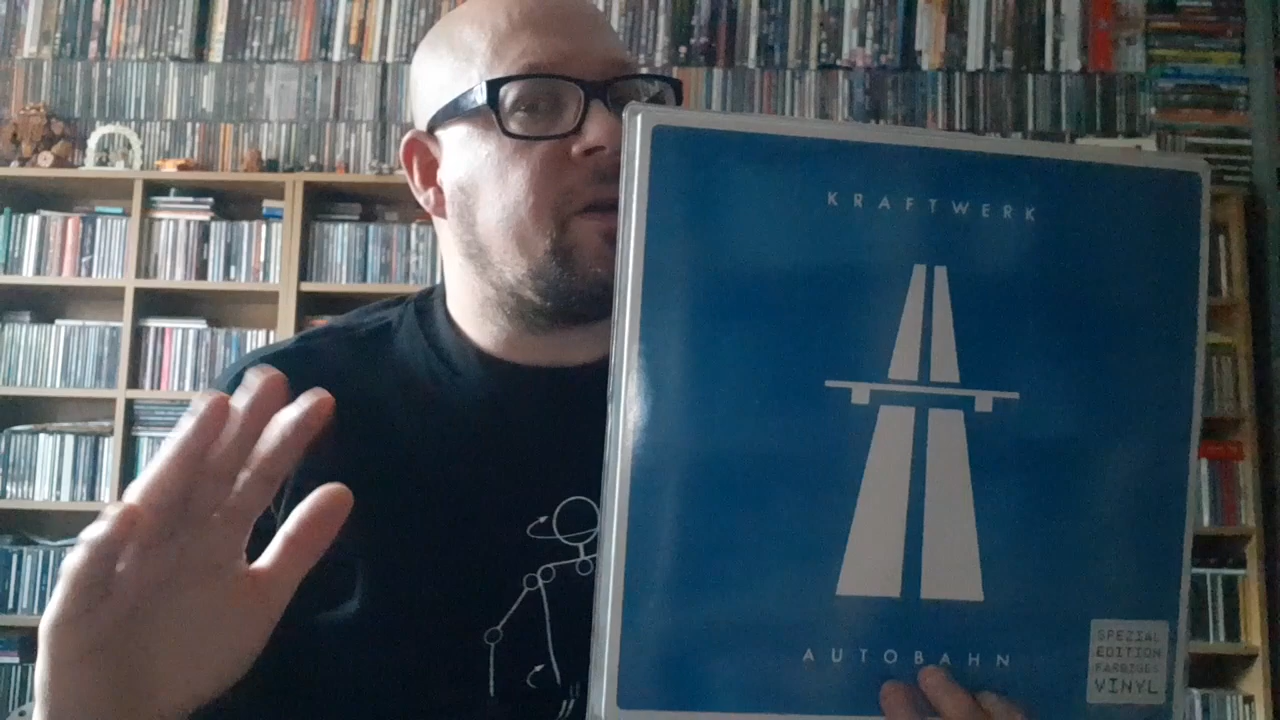 KRAFTWERK
AUTOBAHN
SPEZIAL
EDITION
FARBIGES
VINYL